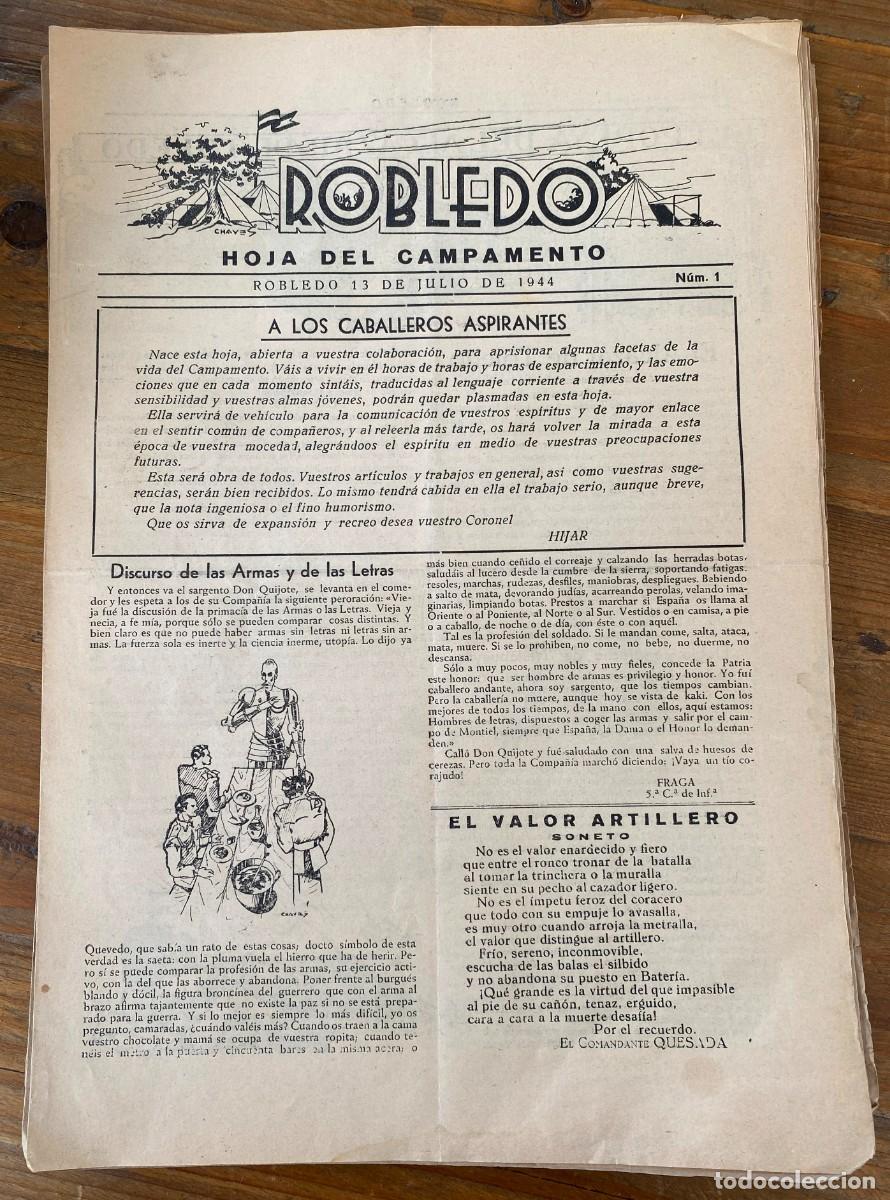 CHAVES
ROBLEDO
HOJA DEL CAMPAMENTO
ROBLEDO 13 DE JULIO DE 1944
Núm. 1
A LOS CABALLEROS ASPIRANTES
Nace esta hoja, abierta a vuestra colaboración, para aprisionar algunas facetas de la
vida del Campamento. Váis a vivir en él horas de trabajo y horas de esparcimiento, y las emo-
ciones que en cada momento sintáis, traducidas al lenguaje corriente a través de vuestra
sensibilidad y vuestras almas jóvenes, podrán quedar plasmadas en esta hoja.
Ella servirá de vehículo para la comunicación de vuestros espíritus y de mayor enlace
en el sentir común de compañeros, y al releerla más tarde, os hará volver la mirada a esta
época de vuestra mocedad, alegrándoos el espíritu en medio de vuestras preocupaciones
futuras.
Esta será obra de todos. Vuestros artículos y trabajos en general, asi como vuestras suge-
rencias, serán bien recibidos. Lo mismo tendrá cabida en ella el trabajo serio, aunque breve,
que la nota ingeniosa o el fino humorismo.
Que os sirva de expansión y recreo desea vuestro Coronel
HIJAR
Discurso de las Armas y de las Letras
Y entonces va el sargento Don Quijote, se levanta en el come-
dor y les espeta a los de su Compañía la siguiente peroración: «Vie-
ja fué la discusión de la primacía de las Armas o las Letras. Vieja y
necia, a fe mía, porque sólo se pueden comparar cosas distintas. Y
bien claro es que no puede haber armas sin letras ni letras sin ar-
mas. La fuerza sola es inerte y la ciencia inerme, utopía. Lo dijo ya
Quevedo, que sabía un rato de estas cosas; docto símbolo de esta
verdad es la saeta: con la pluma vuela el hierro que ha de herir. Pe-
ro sí se puede comparar la profesión de las armas, su ejercicio acti-
vo, con la del que las aborrece y abandona. Poner frente al burgués
blando y dócil, la figura broncínea del guerrero que con el arma al
brazo afirma tajantemente que no existe la paz si no se está prepa-
rado para la guerra. Y si lo mejor es siempre lo más difícil, yo os
pregunto, camaradas, ¿cuándo valéis más? Cuando os traen a la cama
vuestro chocolate y mamá se ocupa de vuestra ropita; cuando te-
néis el metro a la puerta y cincuenta bares en la misma acera; o
más bien cuando ceñido el correaje y calzando las herradas botas,
saludáis al lucero desde la cumbre de la sierra, soportando fatigas,
resoles, marchas, rudezas, desfiles, maniobras, despliegues. Bebiendo
a salto de mata, devorando judías, acarreando perolas, velando ima-
ginarias, limpiando botas. Prestos a marchar si España os llama al
Oriente o al Poniente, al Norte o al Sur. Vestidos o en camisa, a pie
o a caballo, de noche o de día, con éste o con aquél.
Tal es la profesión del soldado. Si le mandan come, salta, ataca,
mata, muere. Si se lo prohiben, no come, no bebe, no duerme, no
descansa.
Sólo a muy pocos, muy nobles y muy fieles, concede la Patria
este honor: que ser hombre de armas es privilegio y honor. Yo fuí
caballero andante, ahora soy sargento, que los tiempos cambian.
Pero la caballería no muere, aunque hoy se vista de kaki. Con los
mejores de todos los tiempos, de la mano con ellos, aquí estamos:
Hombres de letras, dispuestos a coger las armas y salir por el cam-
po de Montiel, siempre que España, la Dama o el Honor lo deman-
den.»
Calló Don Quijote y fué saludado con una salva de huesos de
cerezas. Pero toda la Compañía marchó diciendo: ¡Vaya un tío co-
rajudo!
FRAGA
5.ª C.ª de Inf.ª
EL VALOR ARTILLERO
SONETO
No es el valor enardecido y fiero
que entre el ronco tronar de la batalla
al tomar la trinchera o la muralla
siente en su pecho al cazador ligero.
No es el ímpetu feroz del coracero
que todo con su empuje lo avasalla,
es muy otro cuando arroja la metralla,
el valor que distingue al artillero.
Frío, sereno, inconmovible,
escucha de las balas el silbido
y no abandona su puesto en Batería.
¡Qué grande es la virtud del que impasible
al pie de su cañón, tenaz, erguido,
cara a cara a la muerte desafía!
Por el recuerdo.
EL COMANDANTE QUESADA
todocoleccion